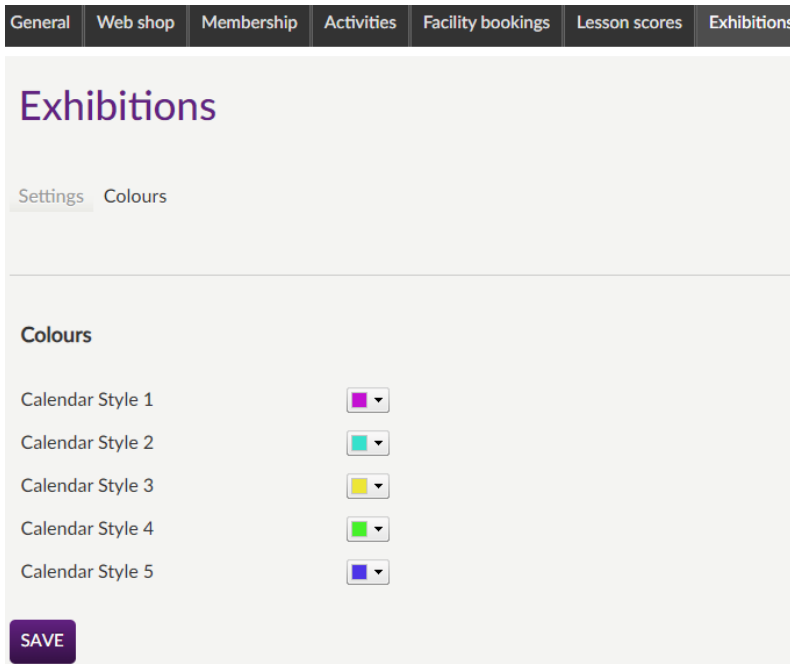 General Web shop Membership Activities Facility bookings Lesson scores Exhibitions
Exhibitions
Settings Colours
Colours
Calendar Style 1
Calendar Style 2
Calendar Style 3
Calendar Style 4
Calendar Style 5
SAVE